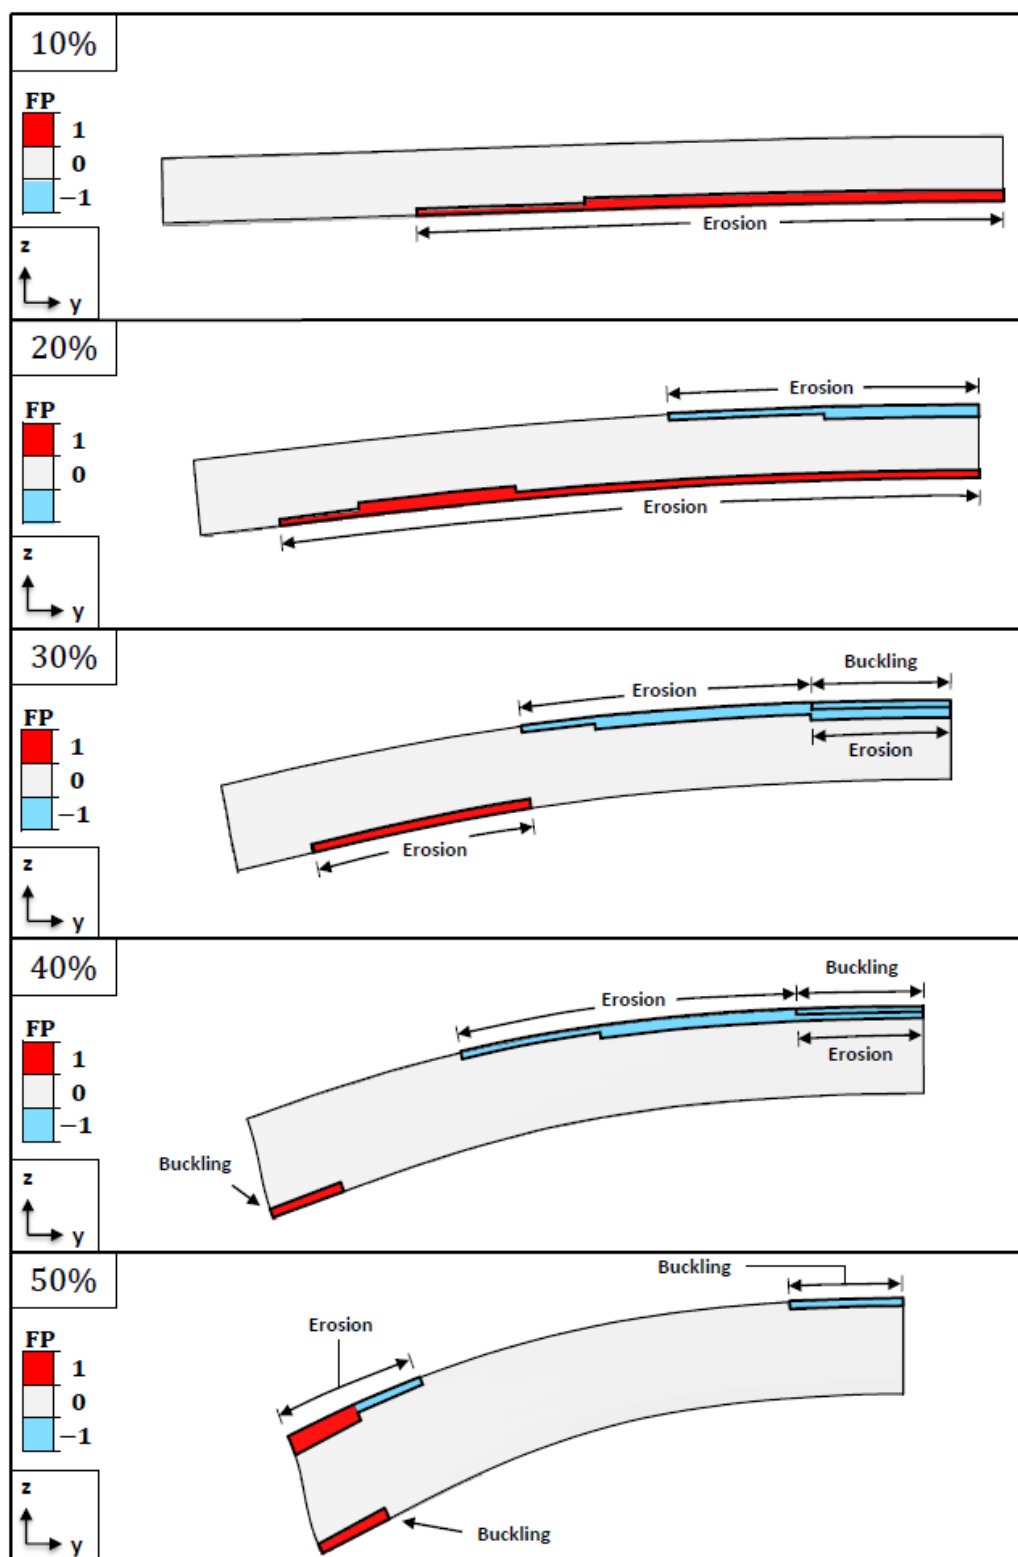 10%
FP
1
0
−1
Erosion
z
y
20%
Erosion
FP
1
0
Erosion
z
y
30%
Buckling
Erosion
FP
1
0
−1
Erosion
Erosion
z
y
40%
Buckling
Erosion
FP
1
0
−1
Erosion
Buckling
z
y
50%
Buckling
Erosion
FP
1
0
−1
z
y
Buckling